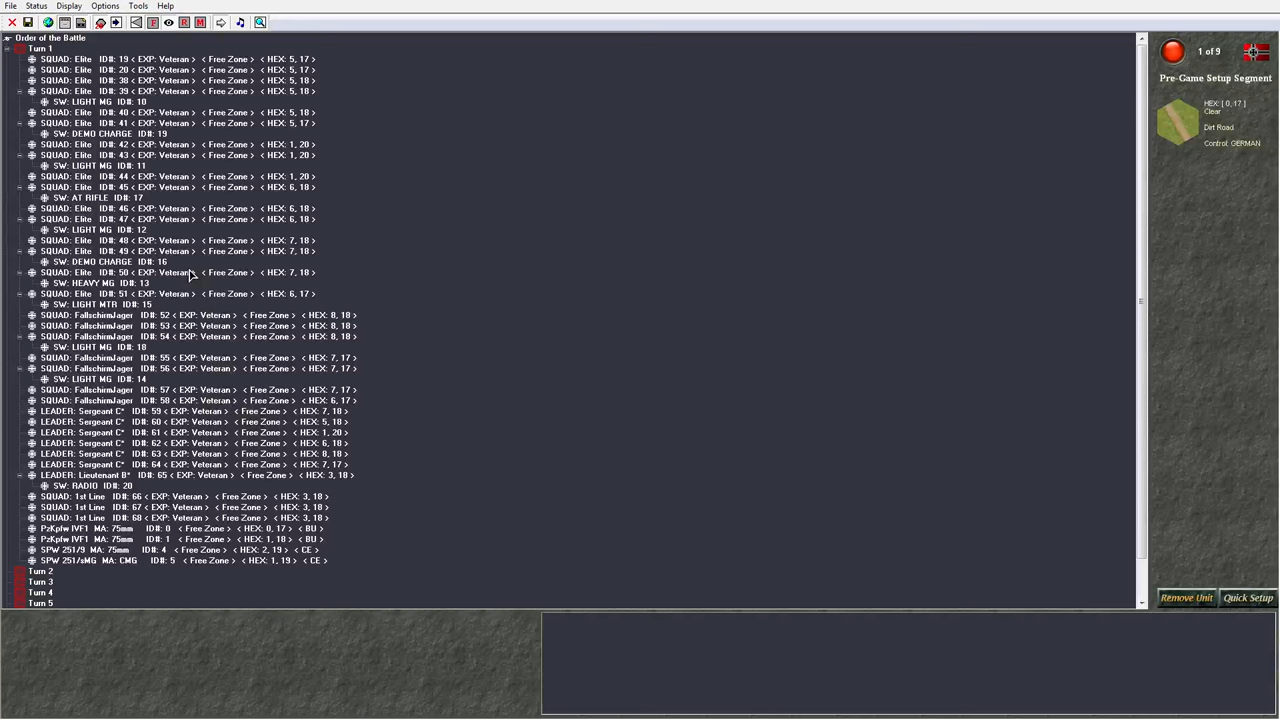 File Status Display Options Tools Help
Order of the Battle
Turn 1
SQUAD: Elite ID#: 19 < EXP: Veteran > < Free Zone > < HEX: 5, 17 >
SQUAD: Elite ID#: 20 < EXP: Veteran > < Free Zone > < HEX: 5, 18 >
SQUAD: Elite ID#: 38 < EXP: Veteran > < Free Zone > < HEX: 5, 18 >
SQUAD: Elite ID#: 39 < EXP: Veteran > < Free Zone > < HEX: 5, 18 >
SW: LIGHT MG ID#: 10
SQUAD: Elite ID#: 40 < EXP: Veteran > < Free Zone > < HEX: 5, 18 >
SQUAD: Elite ID#: 41 < EXP: Veteran > < Free Zone > < HEX: 5, 17 >
SW: DEMO CHARGE ID#: 19
SQUAD: Elite ID#: 42 < EXP: Veteran > < Free Zone > < HEX: 1, 20 >
SQUAD: Elite ID#: 43 < EXP: Veteran > < Free Zone > < HEX: 1, 20 >
SW: LIGHT MG ID#: 11
SQUAD: Elite ID#: 44 < EXP: Veteran > < Free Zone > < HEX: 1, 20 >
SQUAD: Elite ID#: 45 < EXP: Veteran > < Free Zone > < HEX: 6, 18 >
SW: AT RIFLE ID#: 17
SQUAD: Elite ID#: 46 < EXP: Veteran > < Free Zone > < HEX: 6, 18 >
SQUAD: Elite ID#: 47 < EXP: Veteran > < Free Zone > < HEX: 6, 18 >
SW: LIGHT MG ID#: 12
SQUAD: Elite ID#: 48 < EXP: Veteran > < Free Zone > < HEX: 7, 18 >
SQUAD: Elite ID#: 49 < EXP: Veteran > < Free Zone > < HEX: 7, 18 >
SW: DEMO CHARGE ID#: 16
SQUAD: Elite ID#: 50 < EXP: Veteran > < Free Zone > < HEX: 7, 18 >
SW: HEAVY MG ID#: 13
SQUAD: Elite ID#: 51 < EXP: Veteran > < Free Zone > < HEX: 6, 17 >
SW: LIGHT MTR ID#: 15
SQUAD: FallschirmJager ID#: 52 < EXP: Veteran > < Free Zone > < HEX: 8, 18 >
SQUAD: FallschirmJager ID#: 53 < EXP: Veteran > < Free Zone > < HEX: 8, 18 >
SQUAD: FallschirmJager ID#: 54 < EXP: Veteran > < Free Zone > < HEX: 8, 18 >
SW: LIGHT MG ID#: 18
SQUAD: FallschirmJager ID#: 55 < EXP: Veteran > < Free Zone > < HEX: 7, 17 >
SQUAD: FallschirmJager ID#: 56 < EXP: Veteran > < Free Zone > < HEX: 7, 17 >
SW: LIGHT MG ID#: 14
SQUAD: FallschirmJager ID#: 57 < EXP: Veteran > < Free Zone > < HEX: 7, 17 >
SQUAD: FallschirmJager ID#: 58 < EXP: Veteran > < Free Zone > < HEX: 6, 17 >
LEADER: Sergeant C* ID#: 59 < EXP: Veteran > < Free Zone > < HEX: 7, 18 >
LEADER: Sergeant C* ID#: 60 < EXP: Veteran > < Free Zone > < HEX: 5, 18 >
LEADER: Sergeant C* ID#: 61 < EXP: Veteran > < Free Zone > < HEX: 1, 20 >
LEADER: Sergeant C* ID#: 62 < EXP: Veteran > < Free Zone > < HEX: 6, 18 >
LEADER: Sergeant C* ID#: 63 < EXP: Veteran > < Free Zone > < HEX: 8, 18 >
LEADER: Sergeant C* ID#: 64 < EXP: Veteran > < Free Zone > < HEX: 7, 17 >
LEADER: Lieutenant B* ID#: 65 < EXP: Veteran > < Free Zone > < HEX: 3, 18 >
SW: RADIO ID#: 20
SQUAD: 1st Line ID#: 66 < EXP: Veteran > < Free Zone > < HEX: 3, 18 >
SQUAD: 1st Line ID#: 67 < EXP: Veteran > < Free Zone > < HEX: 3, 18 >
SQUAD: 1st Line ID#: 68 < EXP: Veteran > < Free Zone > < HEX: 3, 18 >
PzKpfw IVF1 MA: 75mm ID#: 0 < Free Zone > < HEX: 0, 17 > < BU >
PzKpfw IVF1 MA: 75mm ID#: 1 < Free Zone > < HEX: 1, 18 > < BU >
SPW 251/9 MA: 75mm ID#: 4 < Free Zone > < HEX: 2, 19 > < CE >
SPW 251/sMG MA: CMG ID#: 5 < Free Zone > < HEX: 1, 19 > < CE >
Turn 2
Turn 3
Turn 4
Turn 5
1 of 9
Pre-Game Setup Segment
HEX: [ 0, 17 ]
Clear
Dirt Road
Control: GERMAN
Remove Unit Quick Setup